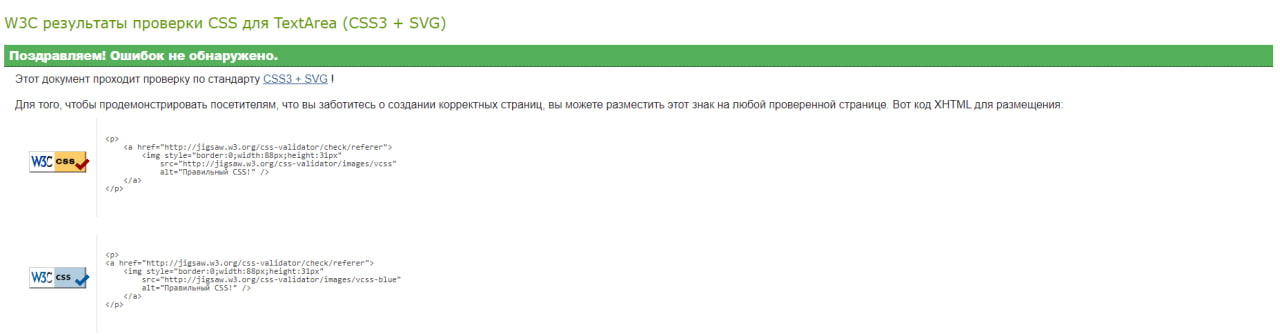 W3C результаты проверки CSS для TextArea (CSS3 + SVG)
Поздравляем! Ошибок не обнаружено.
Этот документ проходит проверку по стандарту CSS3 + SVG !
Для того, чтобы продемонстрировать посетителям, что вы заботитесь о создании корректных страниц, вы можете разместить этот знак на любой проверенной странице. Вот код XHTML для размещения:
W3C css
<p>
<a href="http://jigsaw.w3.org/css-validator/check/referer">
<img style="border:0;width:88px;height:31px"
src="http://jigsaw.w3.org/css-validator/images/vcss"
alt="Правильный CSS!" />
</a>
</p>
W3C css
<p>
<a href="http://jigsaw.w3.org/css-validator/check/referer">
<img style="border:0;width:88px;height:31px"
src="http://jigsaw.w3.org/css-validator/images/vcss-blue"
alt="Правильный CSS!" />
</a>
</p>